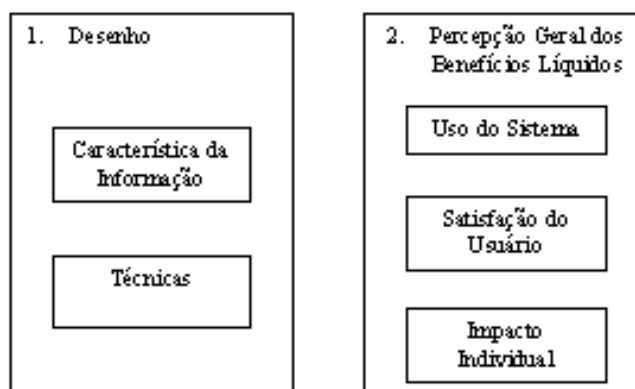 1. Desenho
Característica da
Informação
Técnicas
2. Percepção Geral dos
Benefícios Líquidos
Uso do Sistema
Satisfação do
Usuário
Impacto
Individual